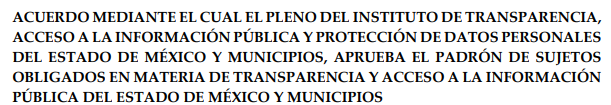 ACUERDO MEDIANTE EL CUAL EL PLENO DEL INSTITUTO DE TRANSPARENCIA,
ACCESO A LA INFORMACIÓN PÚBLICA Y PROTECCIÓN DE DATOS PERSONALES
DEL ESTADO DE MÉXICO Y MUNICIPIOS, APRUEBA EL PADRÓN DE SUJETOS
OBLIGADOS EN MATERIA DE TRANSPARENCIA Y ACCESO A LA INFORMACIÓN
PÚBLICA DEL ESTADO DE MÉXICO Y MUNICIPIOS